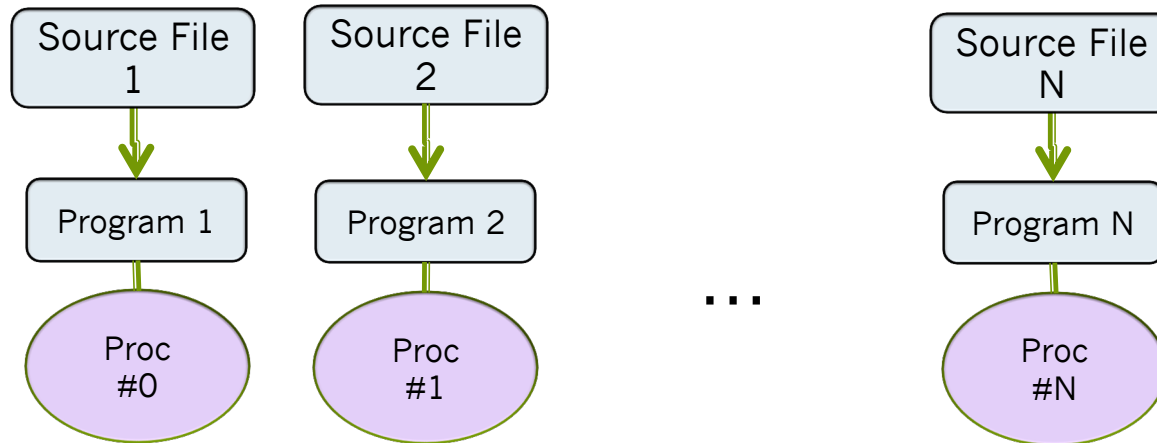 Source File
1
Source File
2
Source File
N
Program 1
Program 2
Program N
...
Proc
#0
Proc
#1
Proc
#N